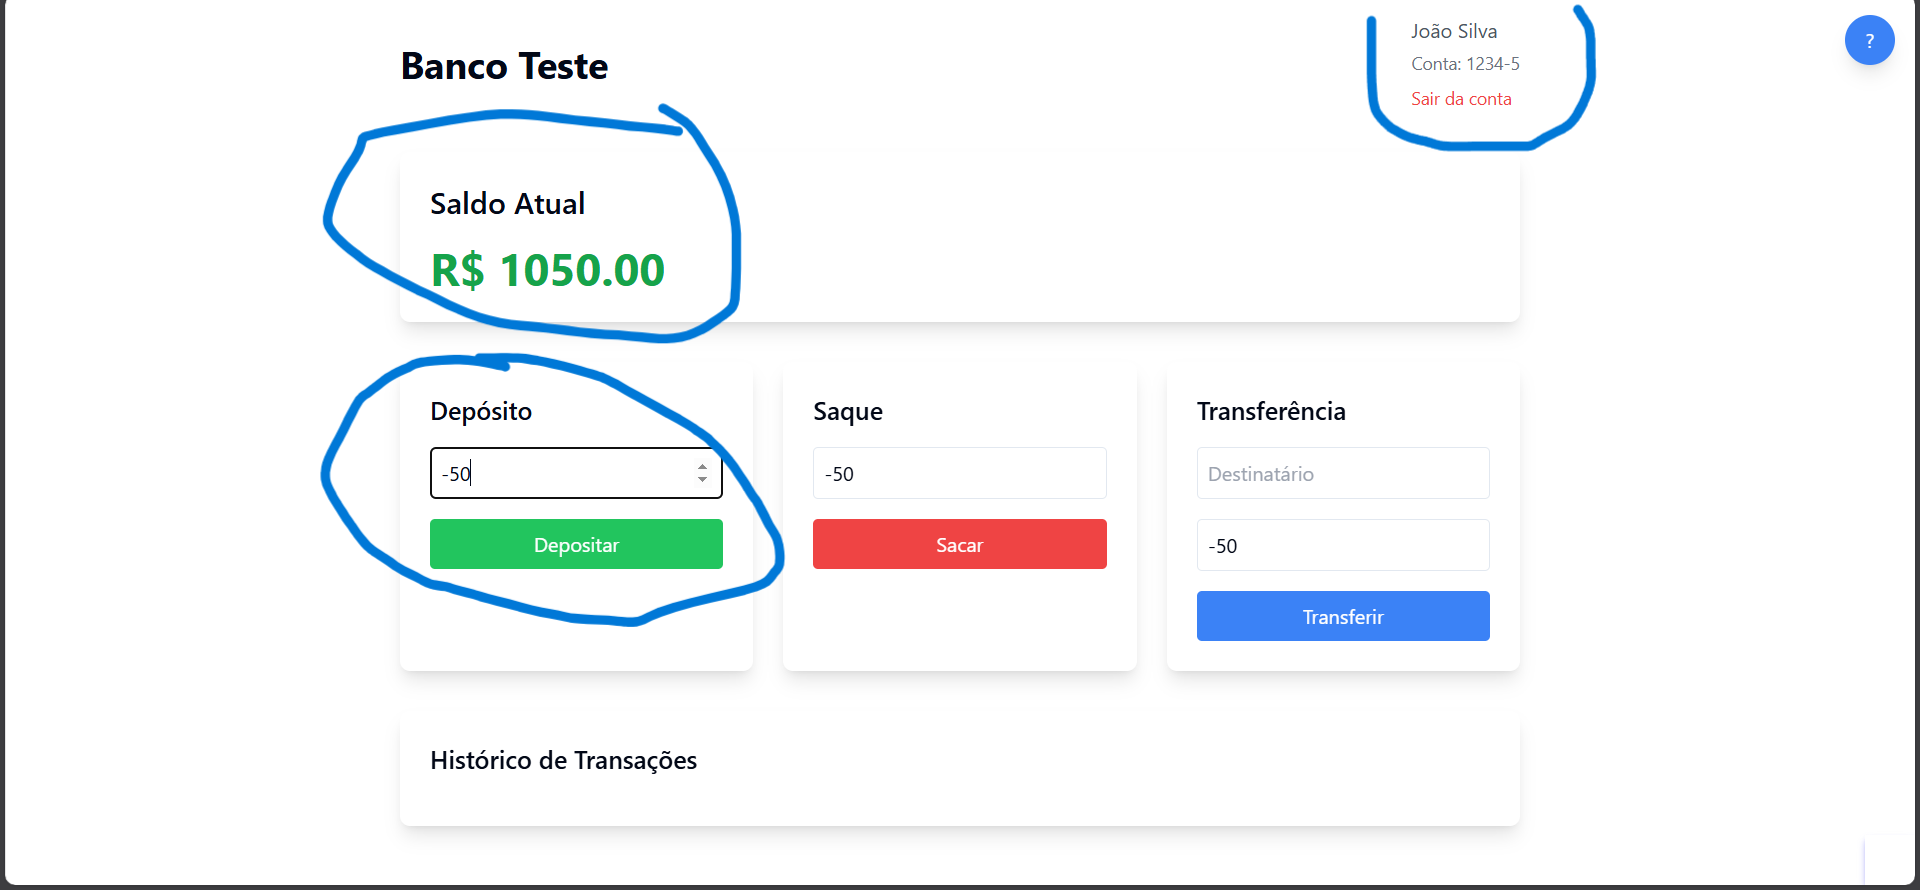 Banco Teste
João Silva
Conta: 1234-5
Sair da conta
?
Saldo Atual
R$ 1050.00
Depósito
-50
Depositar
Saque
-50
Sacar
Transferência
Destinatário
-50
Transferir
Histórico de Transações